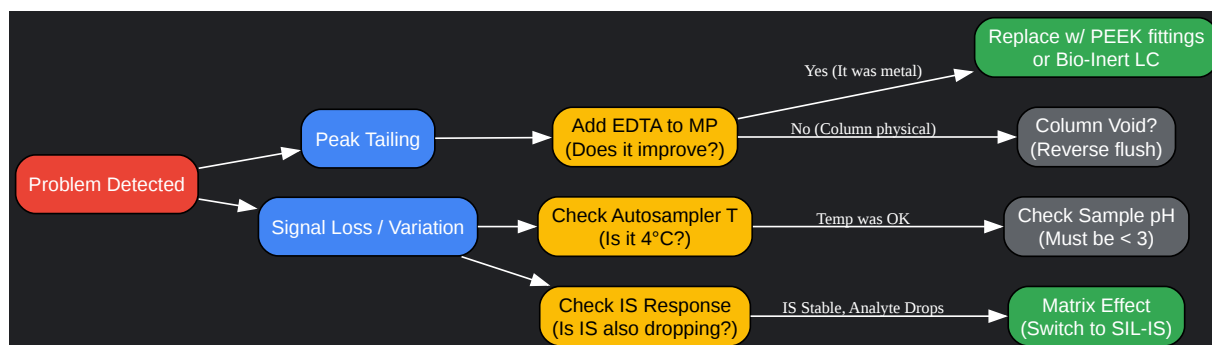 Replace w/ PEEK fittings
or Bio-Inert LC
Yes (It was metal)
Peak Tailing
Add EDTA to MP
(Does it improve?)
No (Column physical)
Column Void?
(Reverse flush)
Problem Detected
Signal Loss / Variation
Check Autosampler T
(Is it 4°C?)
Temp was OK
Check Sample pH
(Must be < 3)
Check IS Response
(Is IS also dropping?)
IS Stable, Analyte Drops
Matrix Effect
(Switch to SIL-IS)